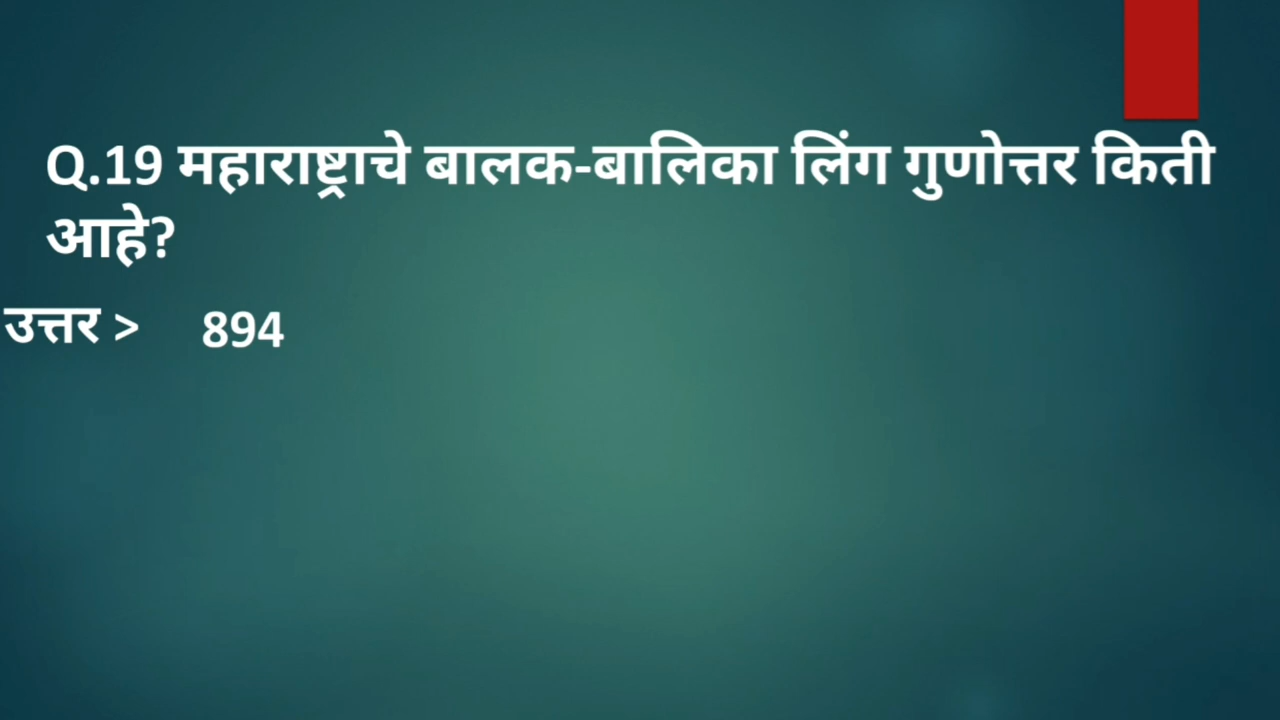 Q.19 महाराष्ट्राचे बालक-बालिका लिंग गुणोत्तर किती
आहे?
उत्तर > 894